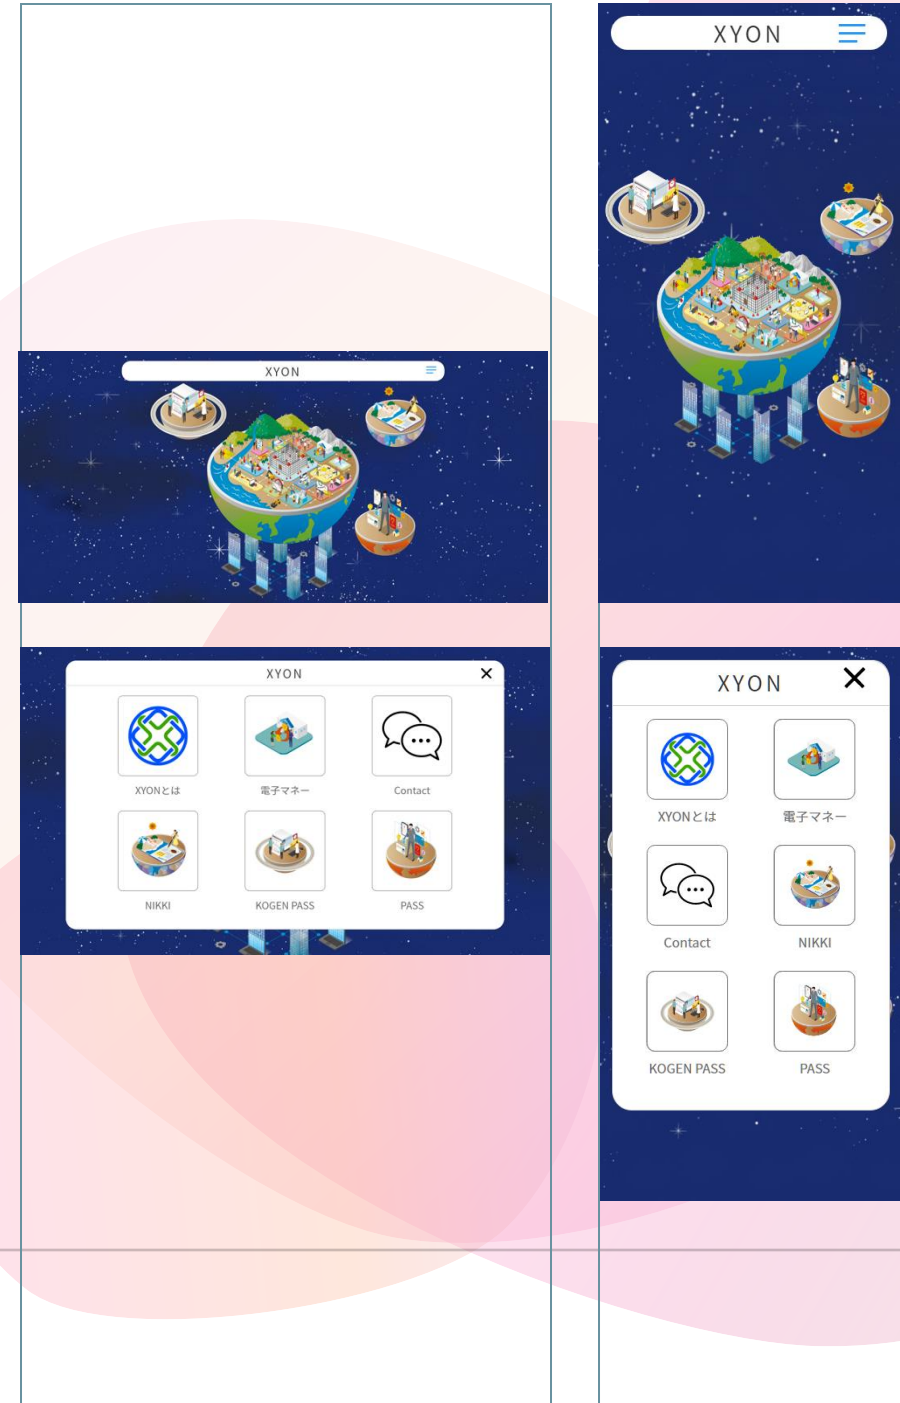 XYON
XYON
XYON
XYONとは
電子マネー
Contact
NIKKI
KOGEN PASS
PASS
XYON
XYONとは
電子マネー
Contact
NIKKI
KOGEN PASS
PASS